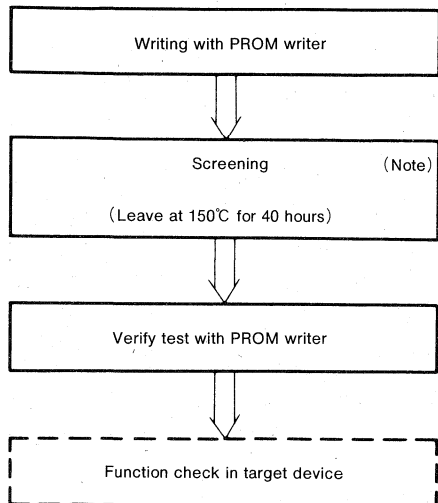 Writing with PROM writer
Screening (Note)
(Leave at 150℃ for 40 hours)
Verify test with PROM writer
Function check in target device